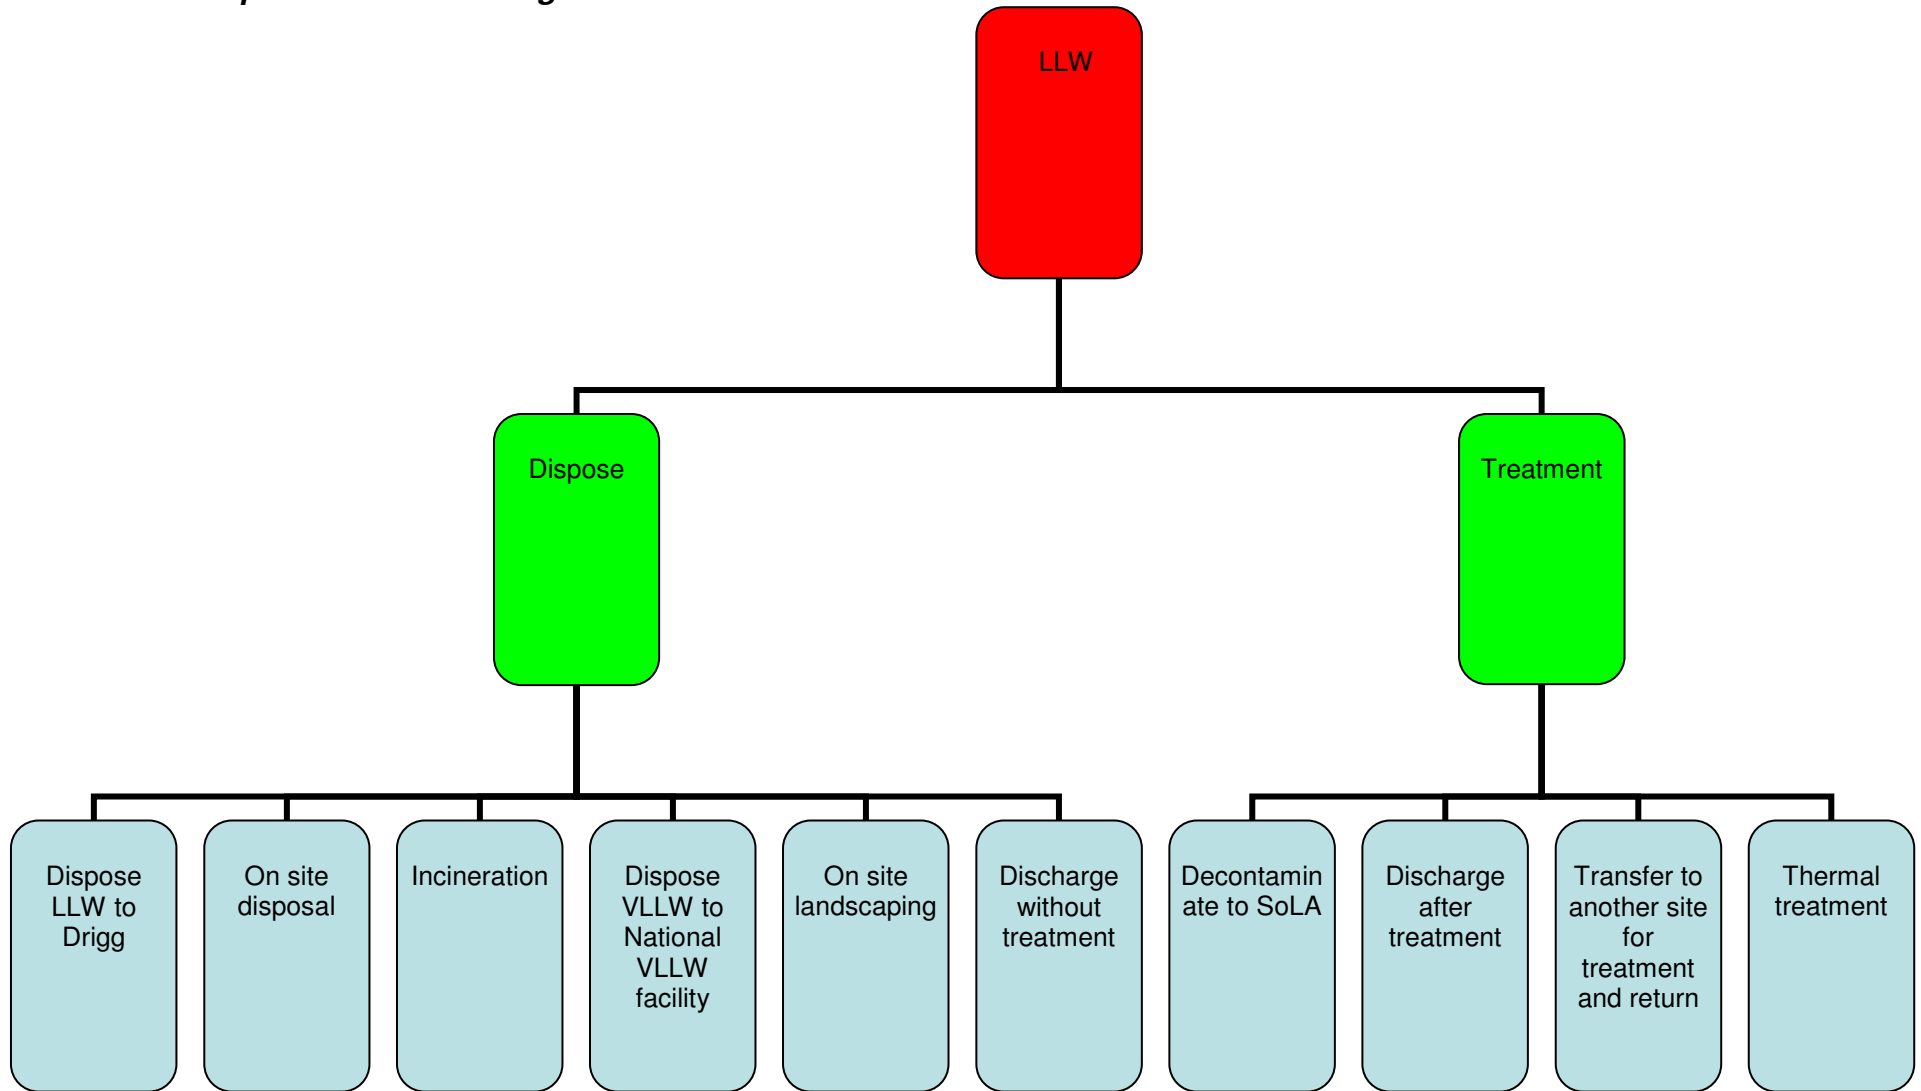 LLW
Dispose
Treatment
Dispose
LLW to
Drigg
On site
disposal
Incineration
Dispose
VLLW to
National
VLLW
facility
On site
landscaping
Discharge
without
treatment
Decontamin
ate to SoLA
Discharge
after
treatment
Transfer to
another site
for
treatment
and return
Thermal
treatment